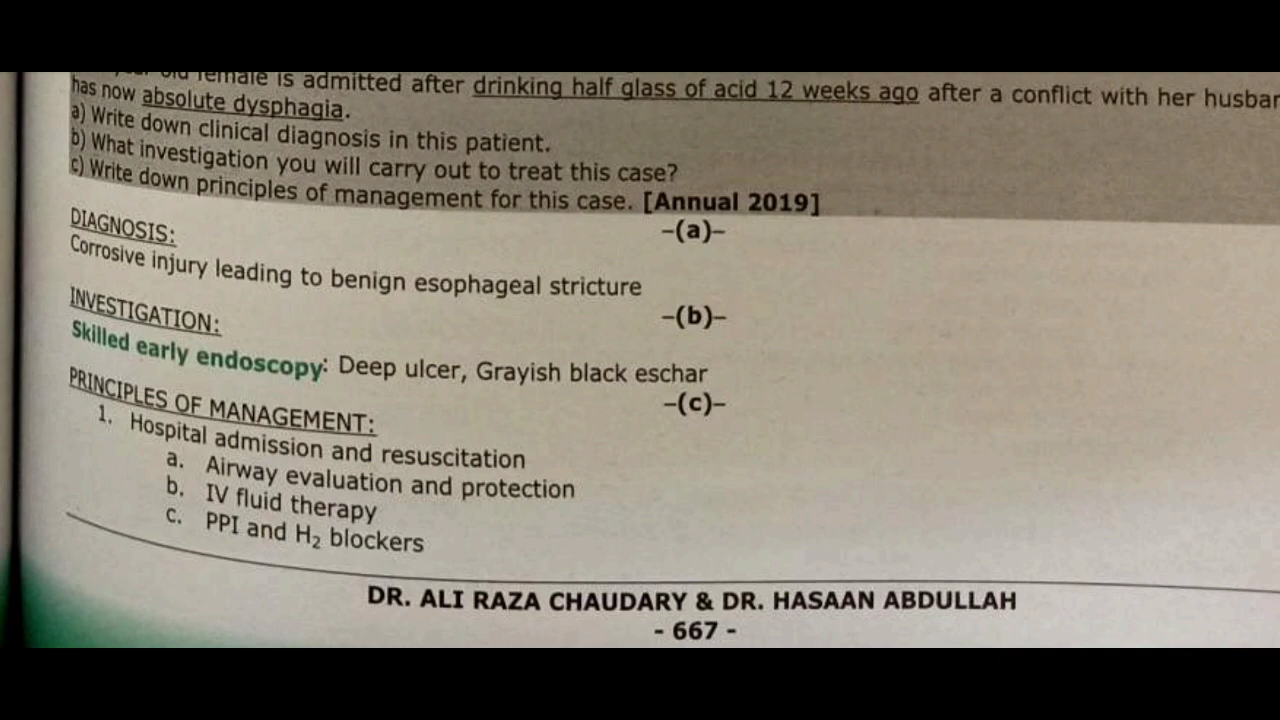 old female is admitted after drinking half glass of acid 12 weeks ago after a conflict with her
has now absolute dysphagia.
a) Write down clinical diagnosis in this patient.
b) What investigation you will carry out to treat this case?
c) Write down principles of management for this case. [Annual 2019]
–(a)–
DIAGNOSIS:
Corrosive injury leading to benign esophageal stricture
–(b)–
INVESTIGATION:
Skilled early endoscopy: Deep ulcer, Grayish black eschar
–(c)–
PRINCIPLES OF MANAGEMENT:
1. Hospital admission and resuscitation
a. Airway evaluation and protection
b. IV fluid therapy
c. PPI and H₂ blockers
DR. ALI RAZA CHAUDARY & DR. HASAAN ABDULLAH
- 667 -